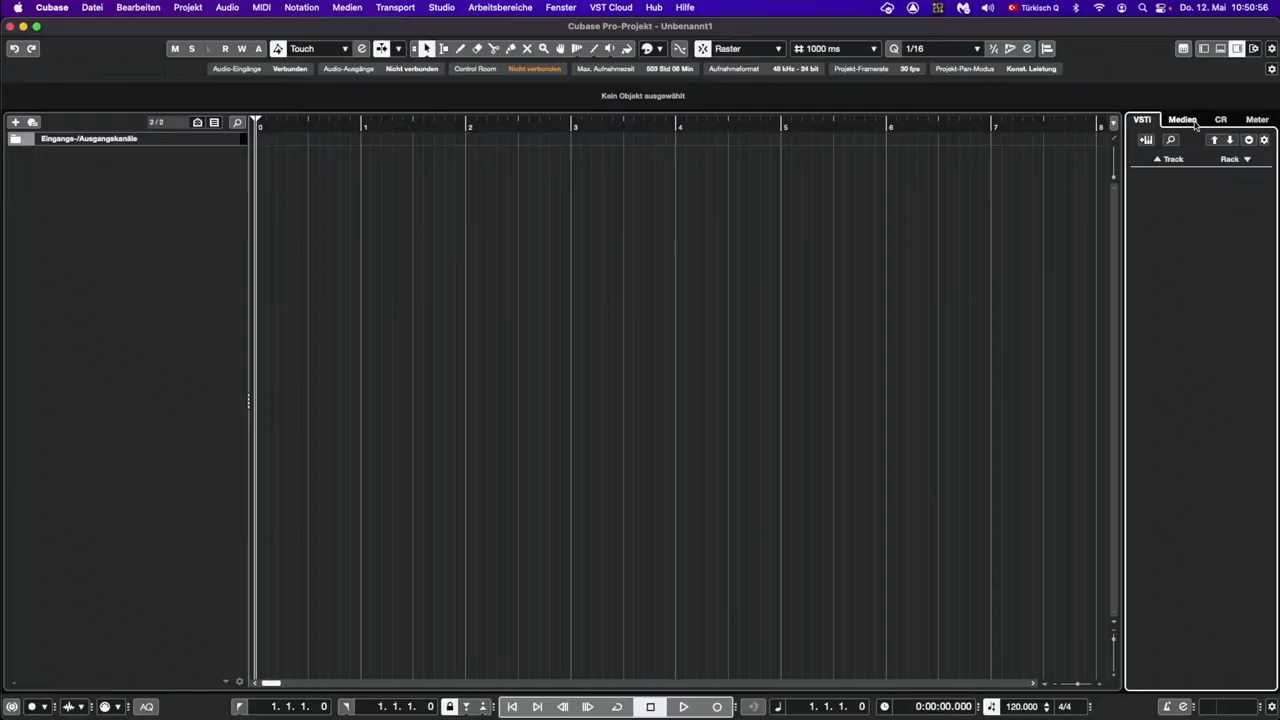 Cubase Datei Bearbeiten Projekt Audio MIDI Notation Medien Transport Studio Arbeitsbereiche Fenster VST Cloud Hub Hilfe Türkisch Q Do. 12. Mai 10:50:56
Cubase Pro-Projekt - Unbenannt1
M S L R W A Touch Raster 1000 ms Q 1/16
Audio-Eingänge Verbunden Audio-Ausgänge Nicht verbunden Control Room Nicht verbunden Max. Aufnahmezeit 503 Std 08 Min Aufnahmeformat 48 kHz - 24 bit Projekt-Framerate 30 fps Projekt-Pan-Modus Konst. Leistung
Kein Objekt ausgewählt
2/2 0 1 2 3 4 5 6 7 8 VSTi Medien CR Meter
Eingangs-/Ausgangskanäle
Track Rack
AQ 1. 1. 1. 0 1. 1. 1. 0 1. 1. 1. 0 0:00:00.000 120.000 4/4